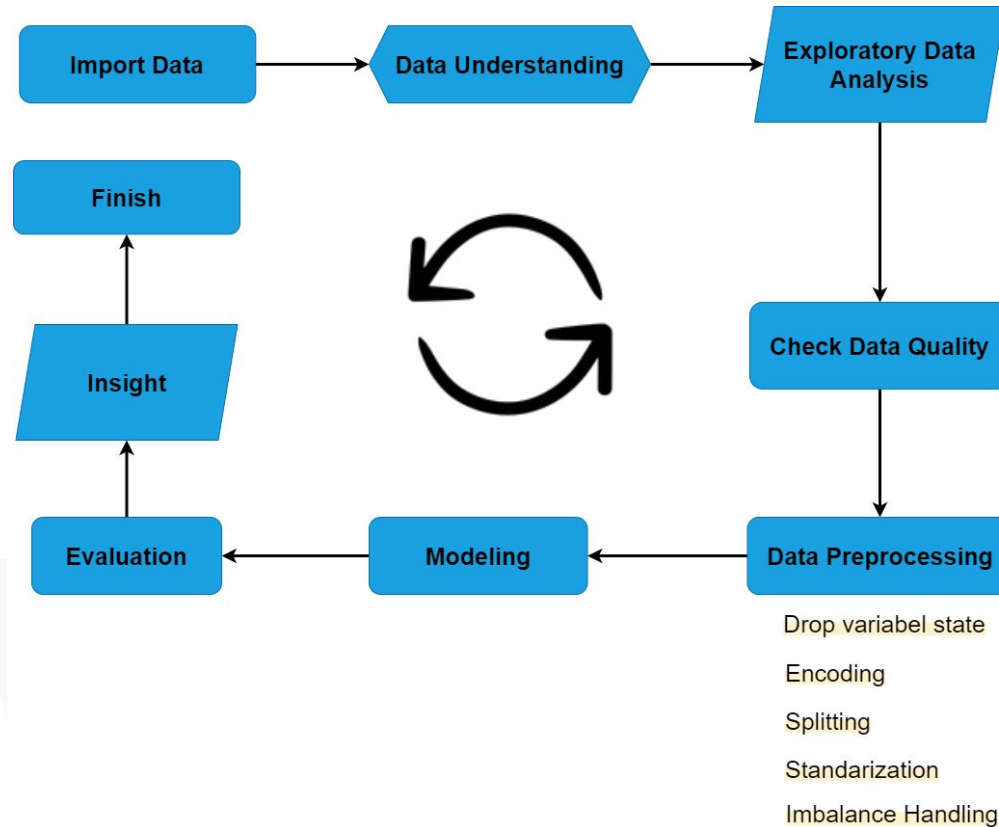 Import Data
Data Understanding
Exploratory Data
Analysis
Finish
Insight
Check Data Quality
Evaluation
Modeling
Data Preprocessing
Drop variabel state
Encoding
Splitting
Standarization
Imbalance Handling